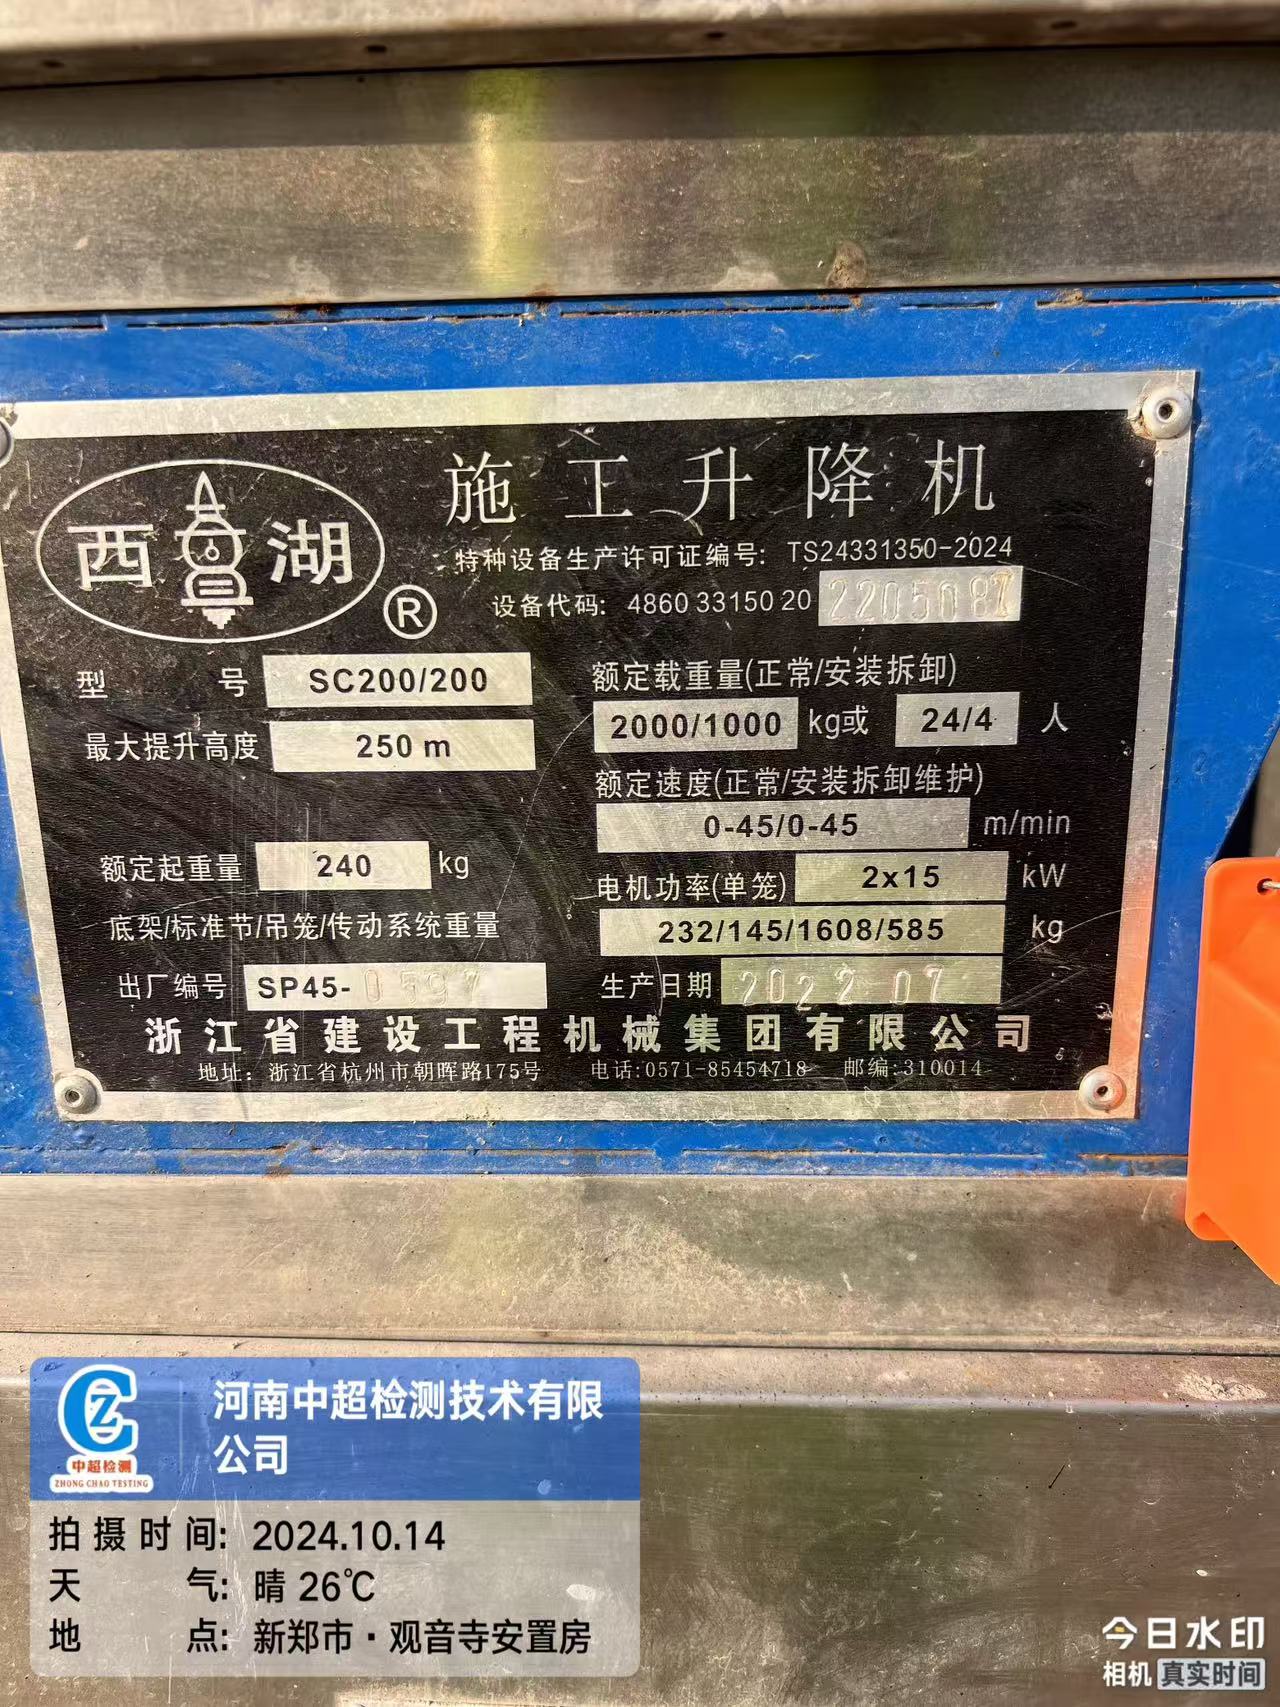 西湖
®
施工升降机
特种设备生产许可证编号: TS24331350-2024
设备代码: 4860 33150 20 2205087
型号 SC200/200
额定载重量(正常/安装拆卸)
2000/1000 kg或 24/4 人
最大提升高度 250 m
额定速度(正常/安装拆卸维护)
0-45/0-45 m/min
额定起重量 240 kg
电机功率(单笼) 2x15 kW
底架/标准节/吊笼/传动系统重量 232/145/1608/585 kg
出厂编号 SP45-0597
生产日期 2022 07
浙江省建设工程机械集团有限公司
地址: 浙江省杭州市朝晖路175号 电话:0571-85454718 邮编:310014
CZ
中超检测
ZHONG CHAO TESTING
河南中超检测技术有限
公司
拍摄时间: 2024.10.14
天气: 晴 26℃
地点: 新郑市·观音寺安置房
今日水印
相机 真实时间